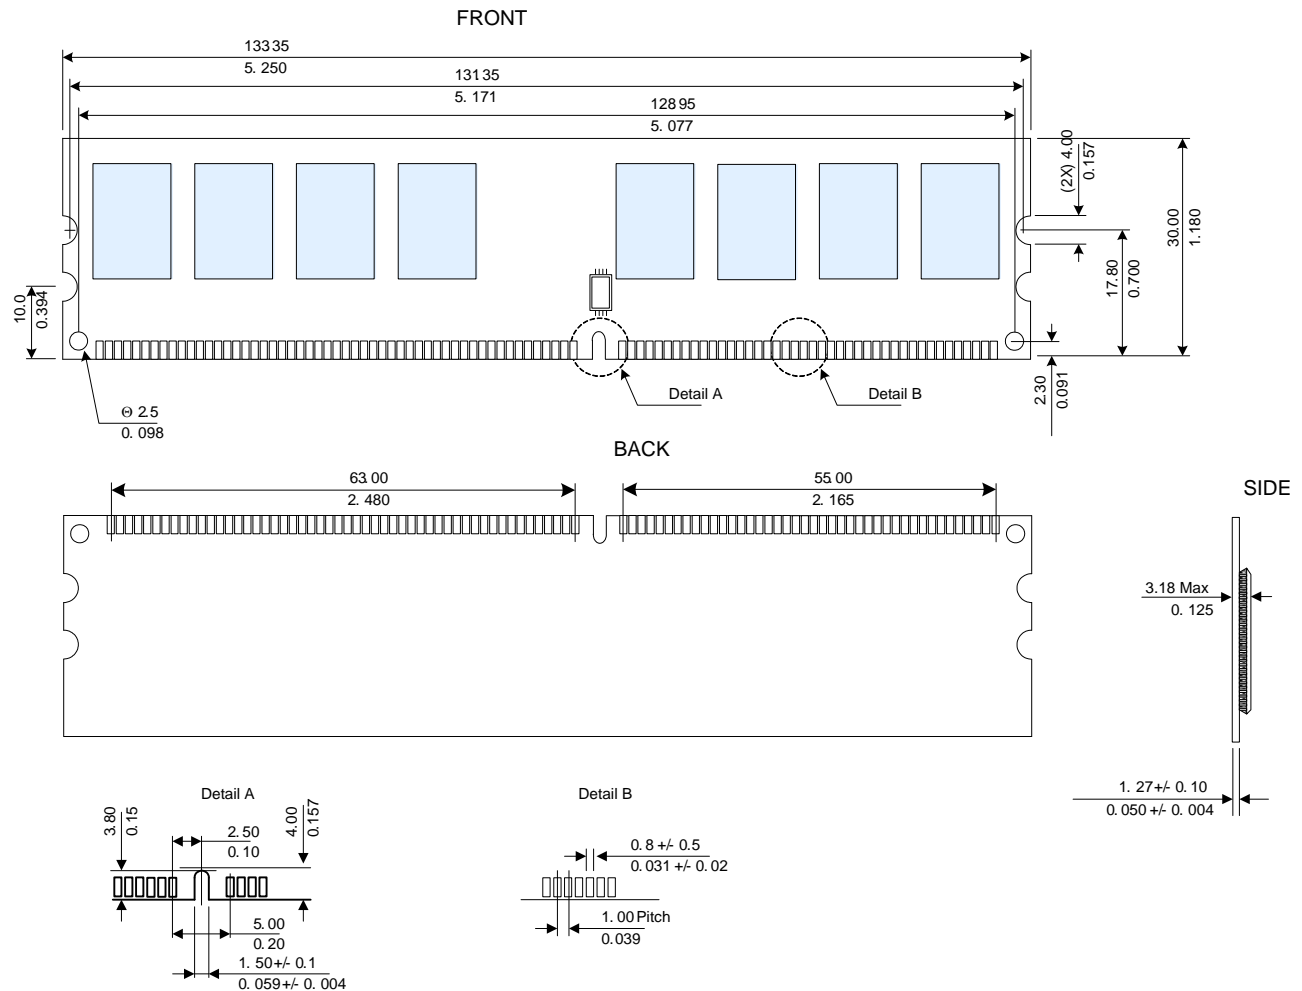 FRONT
133 35
5. 250
131 35
5. 171
128 95
5. 077
(2X) 4.00
0.157
30.00
1.180
17.80
0.700
10.0
0.394
2.30
0.091
Detail A
Detail B
Θ 2.5
0. 098
BACK
63.00
2. 480
55.00
2. 165
SIDE
3.18 Max
0. 125
1. 27+/- 0. 10
0.050 +/- 0.004
Detail A
3.80
0.15
2. 50
0. 10
4.00
0.157
5.00
0. 20
1. 50+/- 0.1
0. 059+/- 0. 004
Detail B
0.8 +/- 0.5
0.031 +/- 0.02
1. 00 Pitch
0.039